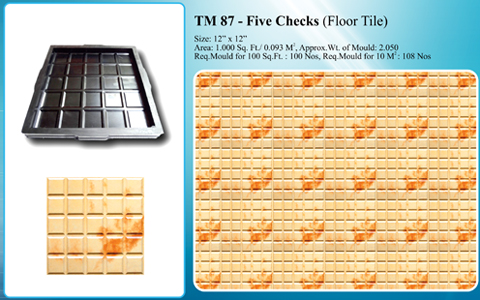 TM 87 - Five Checks (Floor Tile)
Size: 12" x 12"
Area: 1.000 Sq. Ft./ 0.093 M², Approx.Wt. of Mould: 2.050
Req.Mould for 100 Sq.Ft. : 100 Nos, Req.Mould for 10 M²: 108 Nos